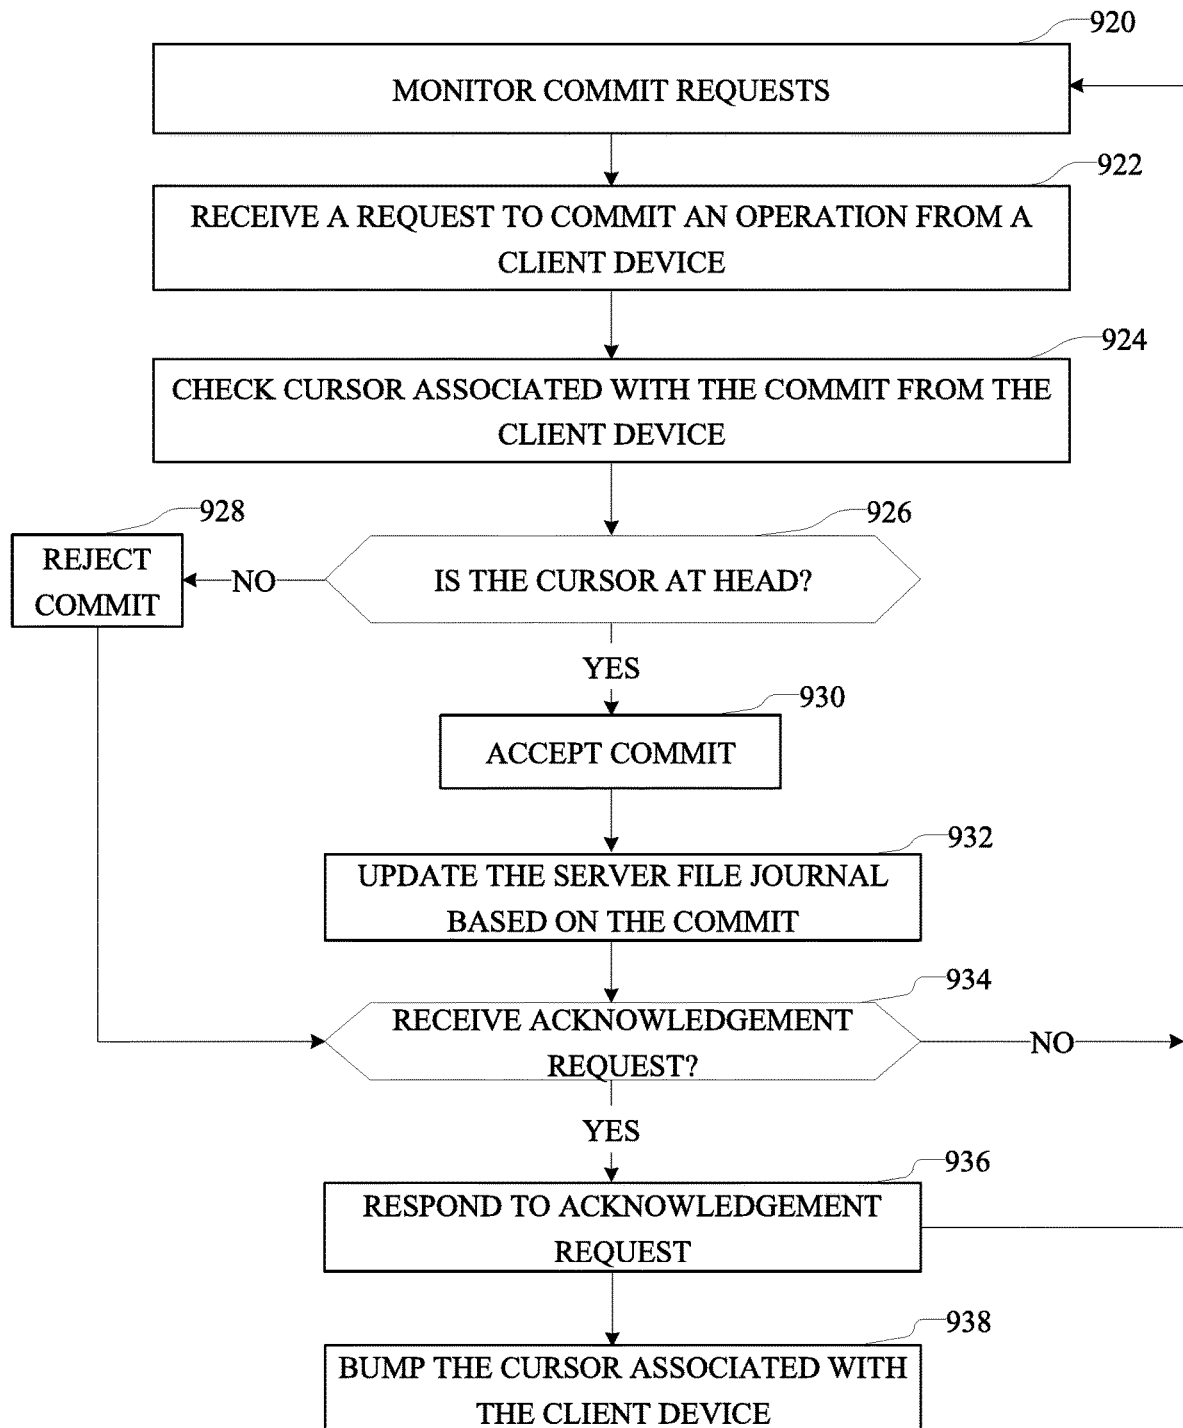 920
MONITOR COMMIT REQUESTS
922
RECEIVE A REQUEST TO COMMIT AN OPERATION FROM A
CLIENT DEVICE
924
CHECK CURSOR ASSOCIATED WITH THE COMMIT FROM THE
CLIENT DEVICE
928
926
REJECT
COMMIT
NO
IS THE CURSOR AT HEAD?
YES
930
ACCEPT COMMIT
932
UPDATE THE SERVER FILE JOURNAL
BASED ON THE COMMIT
934
RECEIVE ACKNOWLEDGEMENT
REQUEST?
NO
YES
936
RESPOND TO ACKNOWLEDGEMENT
REQUEST
938
BUMP THE CURSOR ASSOCIATED WITH
THE CLIENT DEVICE